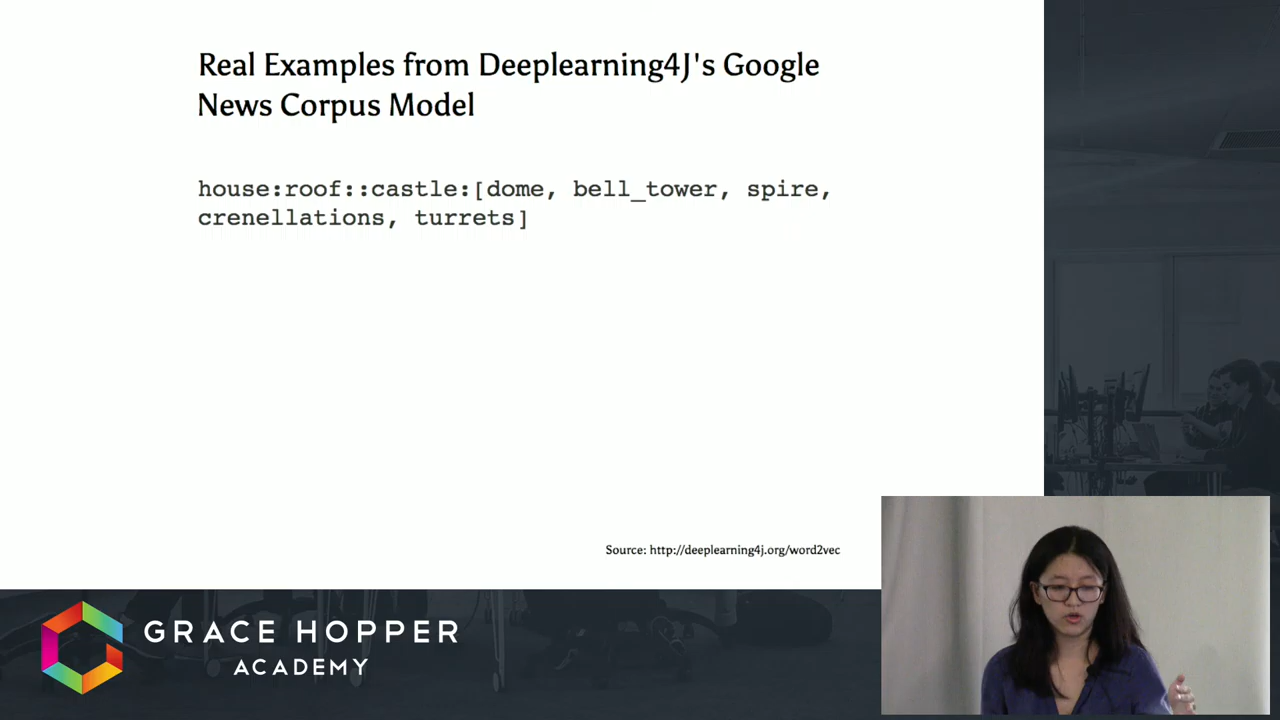 Real Examples from Deeplearning4J's Google
News Corpus Model
house:roof::castle:[dome, bell_tower, spire,
crenellations, turrets]
Source: http://deeplearning4j.org/word2vec
GRACE HOPPER
ACADEMY